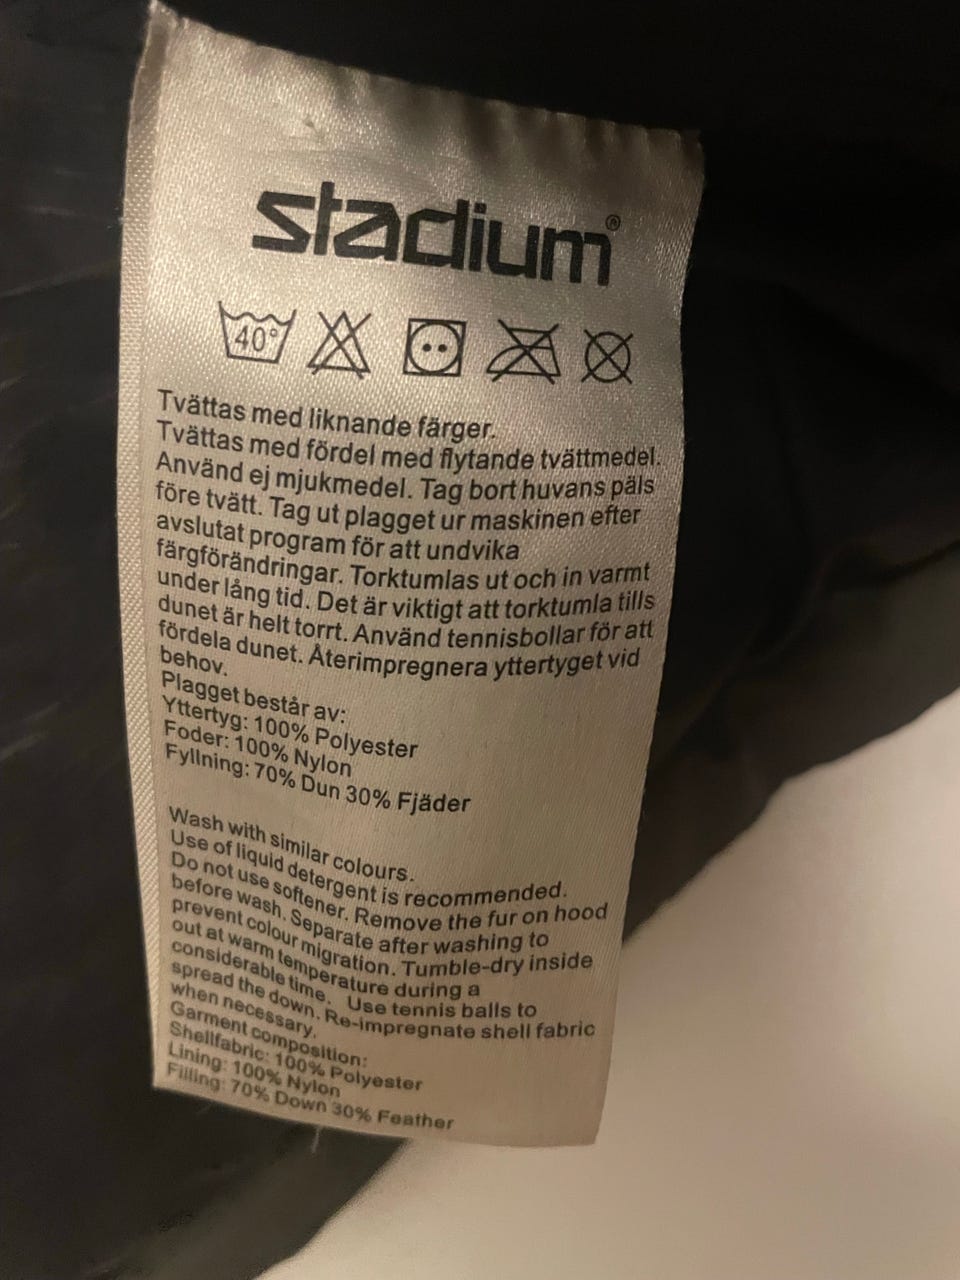 stadium®
40°
Tvättas med liknande färger.
Tvättas med fördel med flytande tvättmedel.
Använd ej mjukmedel. Tag bort huvans päls
före tvätt. Tag ut plagget ur maskinen efter
avslutat program för att undvika
färgförändringar. Torktumlas ut och in varmt
under lång tid. Det är viktigt att torktumla tills
dunet är helt torrt. Använd tennisbollar för att
fördela dunet. Återimpregnera yttertyget vid
behov.
Plagget består av:
Yttertyg: 100% Polyester
Foder: 100% Nylon
Fyllning: 70% Dun 30% Fjäder
Wash with similar colours.
Use of liquid detergent is recommended.
Do not use softener. Remove the fur on hood
before wash. Separate after washing to
prevent colour migration. Tumble-dry inside
out at warm temperature during a
considerable time. Use tennis balls to
spread the down. Re-impregnate shell fabric
when necessary.
Garment composition:
Shellfabric: 100% Polyester
Lining: 100% Nylon
Filling: 70% Down 30% Feather